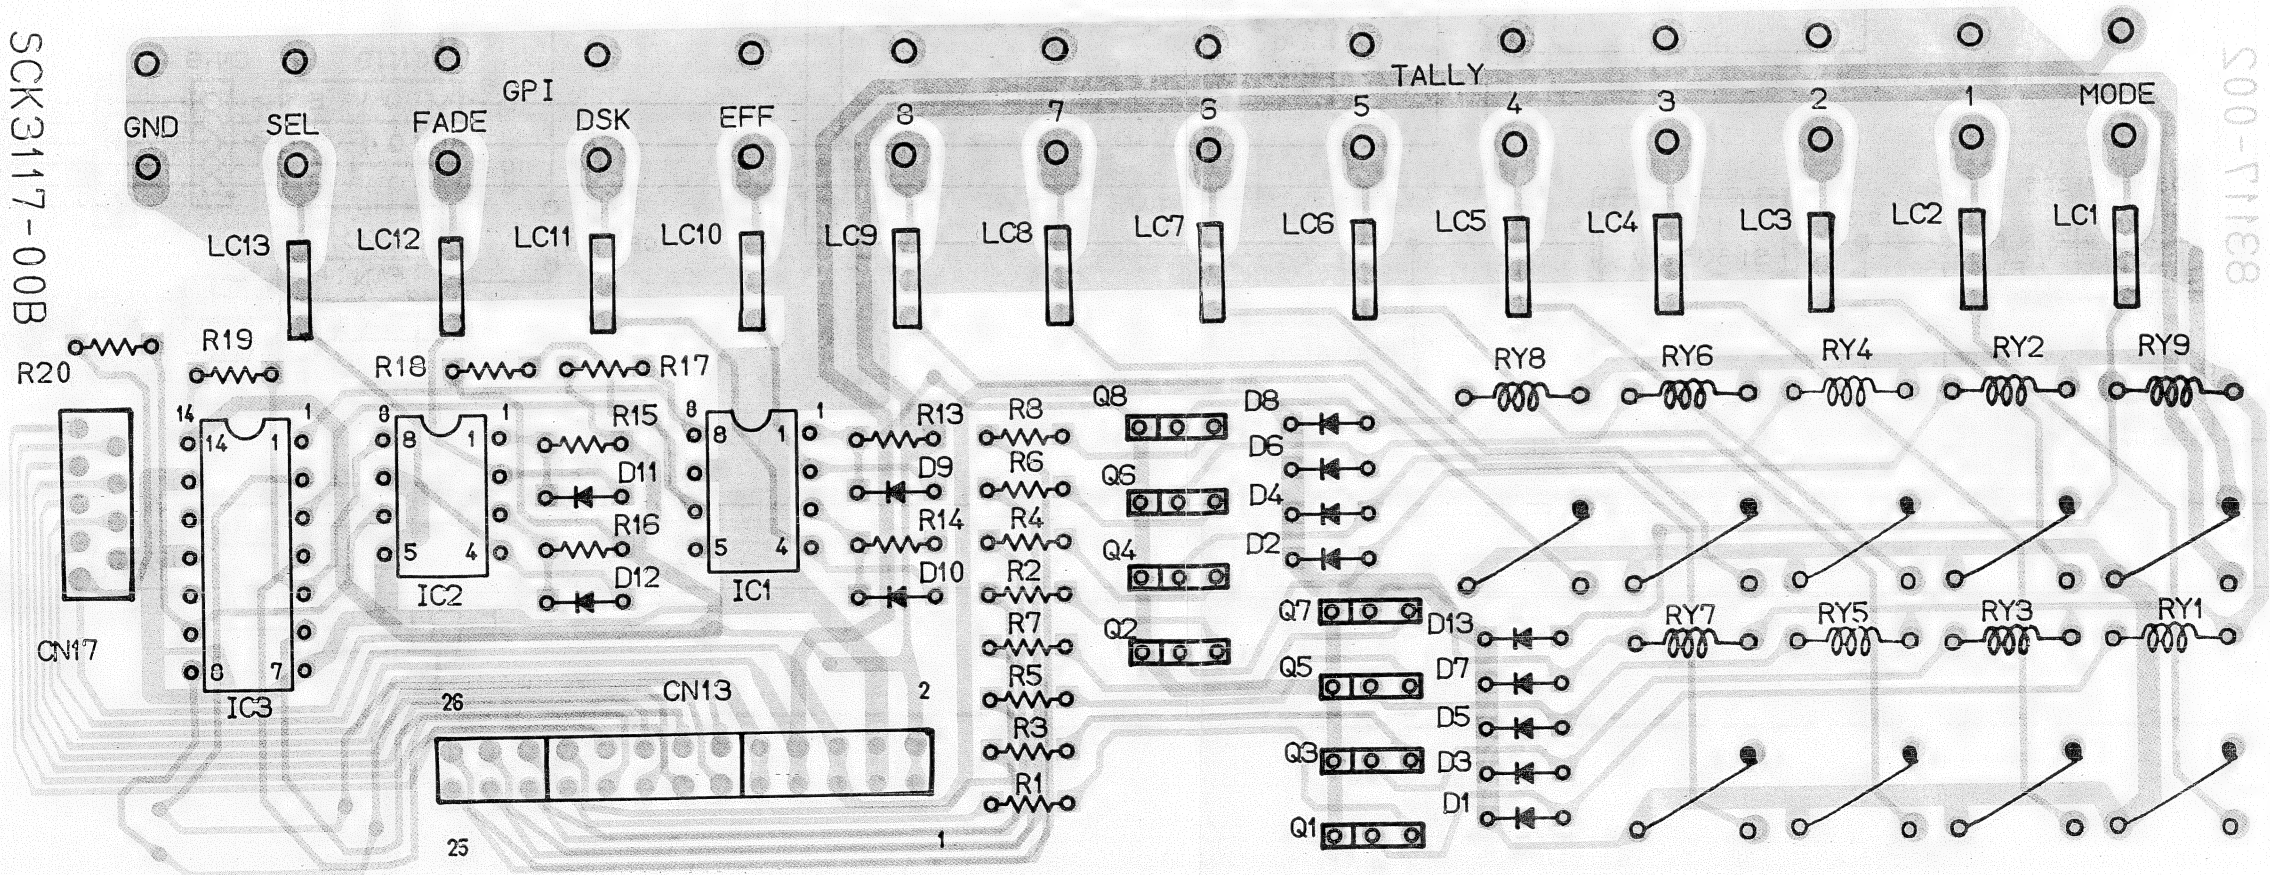 SCK3117-00B
83117-002
GPI
TALLY
GND SEL FADE DSK EFF 8 7 6 5 4 3 2 1 MODE
LC13 LC12 LC11 LC10 LC9 LC8 LC7 LC6 LC5 LC4 LC3 LC2 LC1
R20 R19 R18 R17 RY8 RY6 RY4 RY2 RY9
14 1 8 1 R15 8 1 R13 R8 Q8 D8
14 1 8 1 8 1
D11 D9 R6 Q6 D6
R16 R14 R4 D4
5 4 5 4 Q4 D2
IC2 D12 IC1 D10 R2
CN17 R7 Q2 Q7 D13 RY7 RY5 RY3 RY1
8 7
IC3 26 CN13 2 R5 Q5 D7
R3 Q3 D5
D3
R1 D1
25 1 Q1